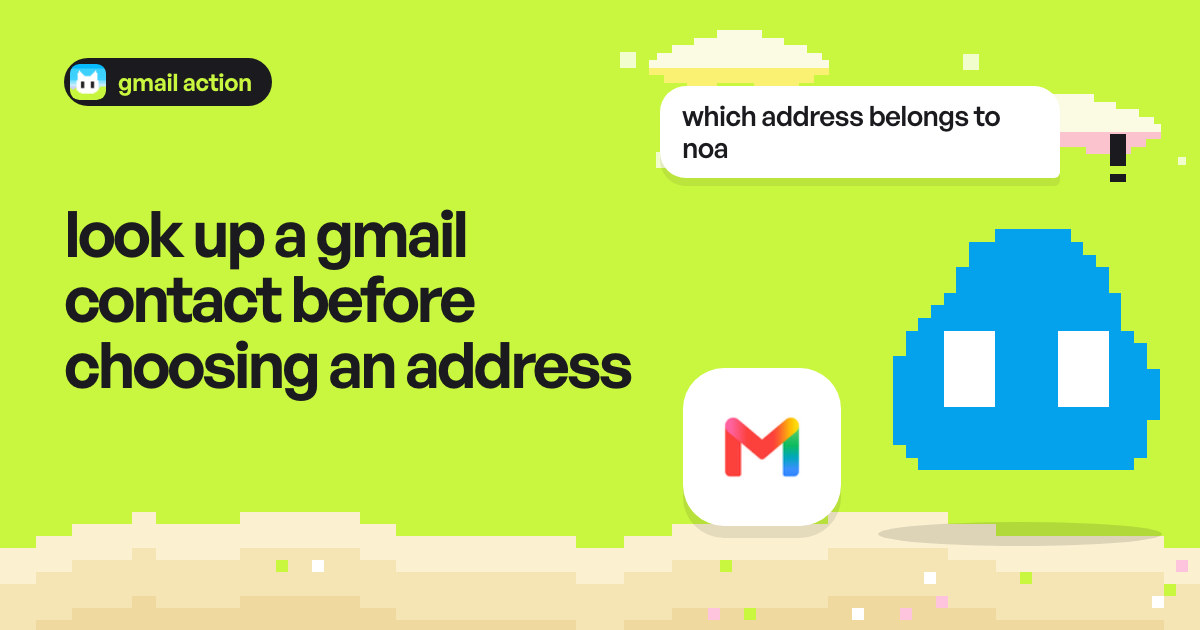 gmail action
which address belongs to
noa
look up a gmail
contact before
choosing an address